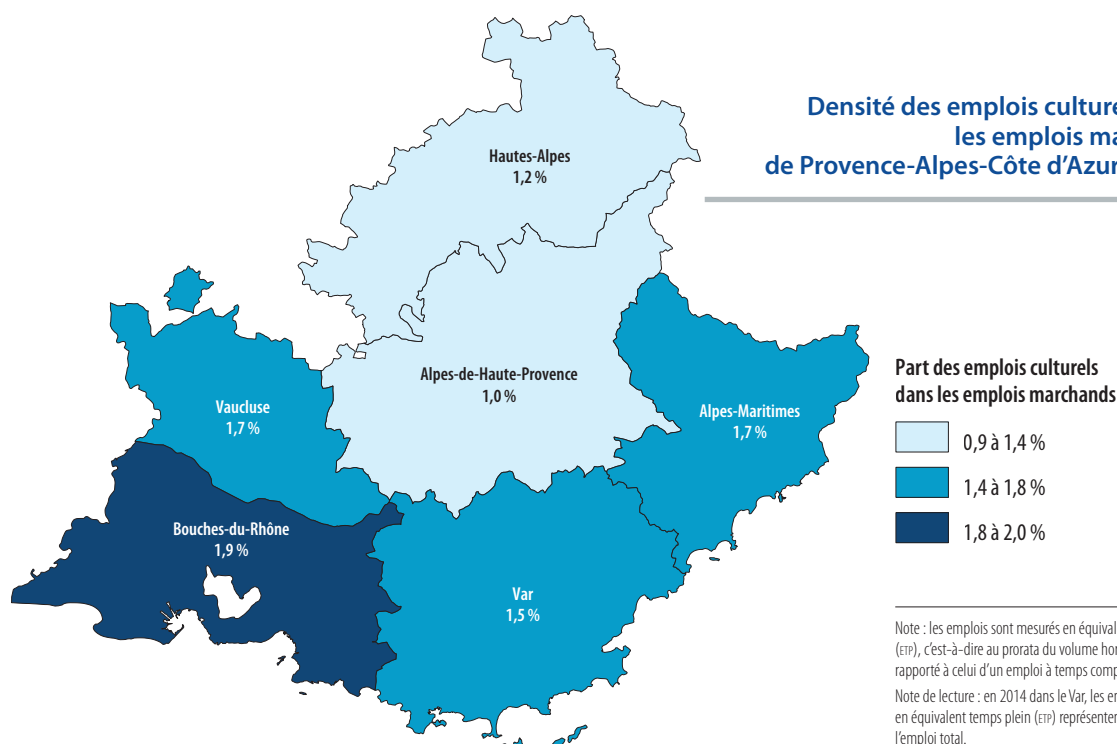 Densité des emplois culture
les emplois ma
de Provence-Alpes-Côte d’Azur
Hautes-Alpes
1,2 %
Alpes-de-Haute-Provence
1,0 %
Vaucluse
1,7 %
Alpes-Maritimes
1,7 %
Bouches-du-Rhône
1,9 %
Var
1,5 %
Part des emplois culturels
dans les emplois marchands
0,9 à 1,4 %
1,4 à 1,8 %
1,8 à 2,0 %
Note : les emplois sont mesurés en équival
(ETP), c’est-à-dire au prorata du volume hor
rapporté à celui d’un emploi à temps comp
Note de lecture : en 2014 dans le Var, les em
en équivalent temps plein (ETP) représenten
l’emploi total.